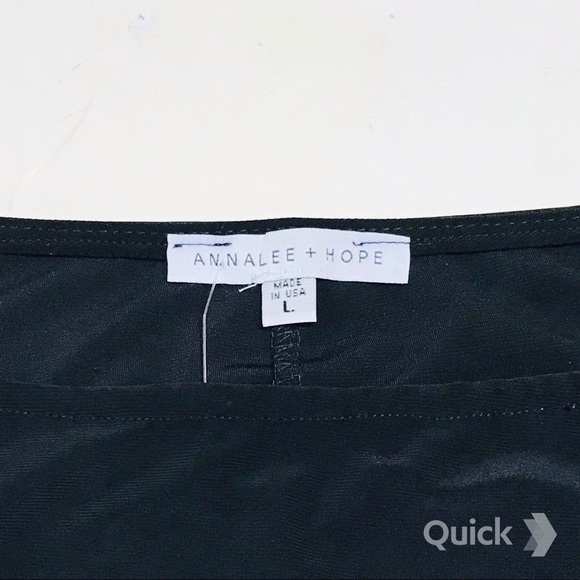 ANNALEE + HOPE
MADE
IN USA
L
Quick